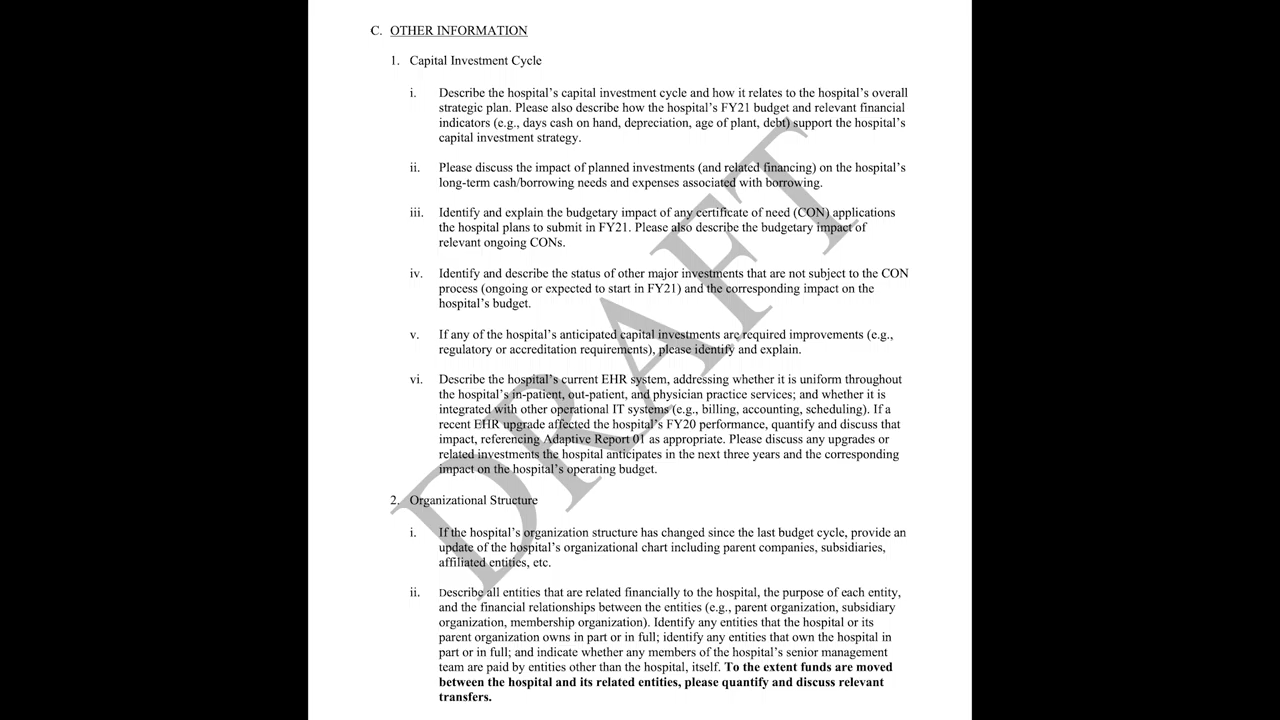 C. OTHER INFORMATION
1. Capital Investment Cycle
i. Describe the hospital's capital investment cycle and how it relates to the hospital's overall
strategic plan. Please also describe how the hospital's FY21 budget and relevant financial
indicators (e.g., days cash on hand, depreciation, age of plant, debt) support the hospital's
capital investment strategy.
ii. Please discuss the impact of planned investments (and related financing) on the hospital's
long-term cash/borrowing needs and expenses associated with borrowing.
iii. Identify and explain the budgetary impact of any certificate of need (CON) applications
the hospital plans to submit in FY21. Please also describe the budgetary impact of
relevant ongoing CONs.
iv. Identify and describe the status of other major investments that are not subject to the CON
process (ongoing or expected to start in FY21) and the corresponding impact on the
hospital's budget.
v. If any of the hospital's anticipated capital investments are required improvements (e.g.,
regulatory or accreditation requirements), please identify and explain.
vi. Describe the hospital's current EHR system, addressing whether it is uniform throughout
the hospital's in-patient, out-patient, and physician practice services; and whether it is
integrated with other operational IT systems (e.g., billing, accounting, scheduling). If a
recent EHR upgrade affected the hospital's FY20 performance, quantify and discuss that
impact, referencing Adaptive Report 01 as appropriate. Please discuss any upgrades or
related investments the hospital anticipates in the next three years and the corresponding
impact on the hospital's operating budget.
2. Organizational Structure
i. If the hospital's organization structure has changed since the last budget cycle, provide an
update of the hospital's organizational chart including parent companies, subsidiaries,
affiliated entities, etc.
ii. Describe all entities that are related financially to the hospital, the purpose of each entity,
and the financial relationships between the entities (e.g., parent organization, subsidiary
organization, membership organization). Identify any entities that the hospital or its
parent organization owns in part or in full; identify any entities that own the hospital in
part or in full; and indicate whether any members of the hospital's senior management
team are paid by entities other than the hospital, itself. To the extent funds are moved
between the hospital and its related entities, please quantify and discuss relevant
transfers.
DRAFT